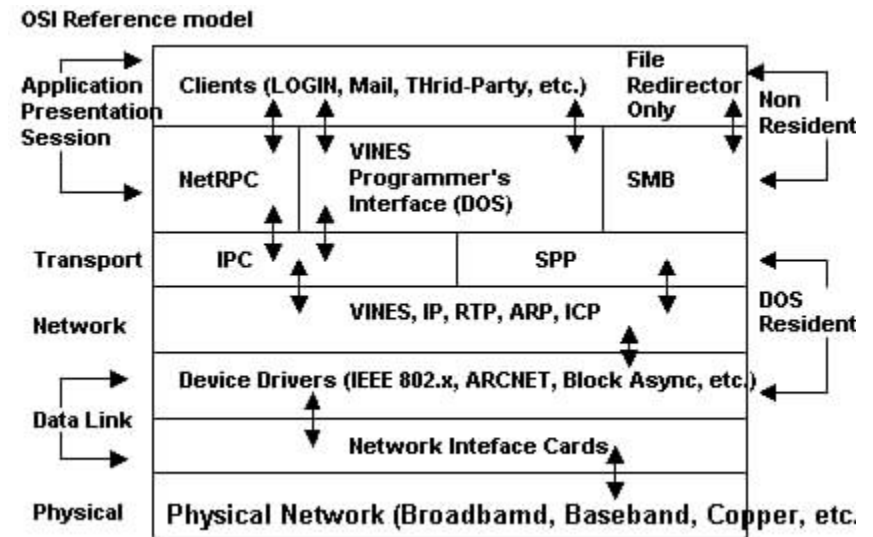 OSI Reference model
Application
Presentation
Session
Clients (LOGIN, Mail, THrid-Party, etc.)
File
Redirector
Only
Non
Resident
NetRPC
VINES
Programmer's
Interface (DOS)
SMB
Transport
IPC
SPP
DOS
Resident
Network
VINES, IP, RTP, ARP, ICP
Device Drivers (IEEE 802.x, ARCNET, Block Async, etc.)
Data Link
Network Inteface Cards
Physical
Physical Network (Broadbamd, Baseband, Copper, etc.